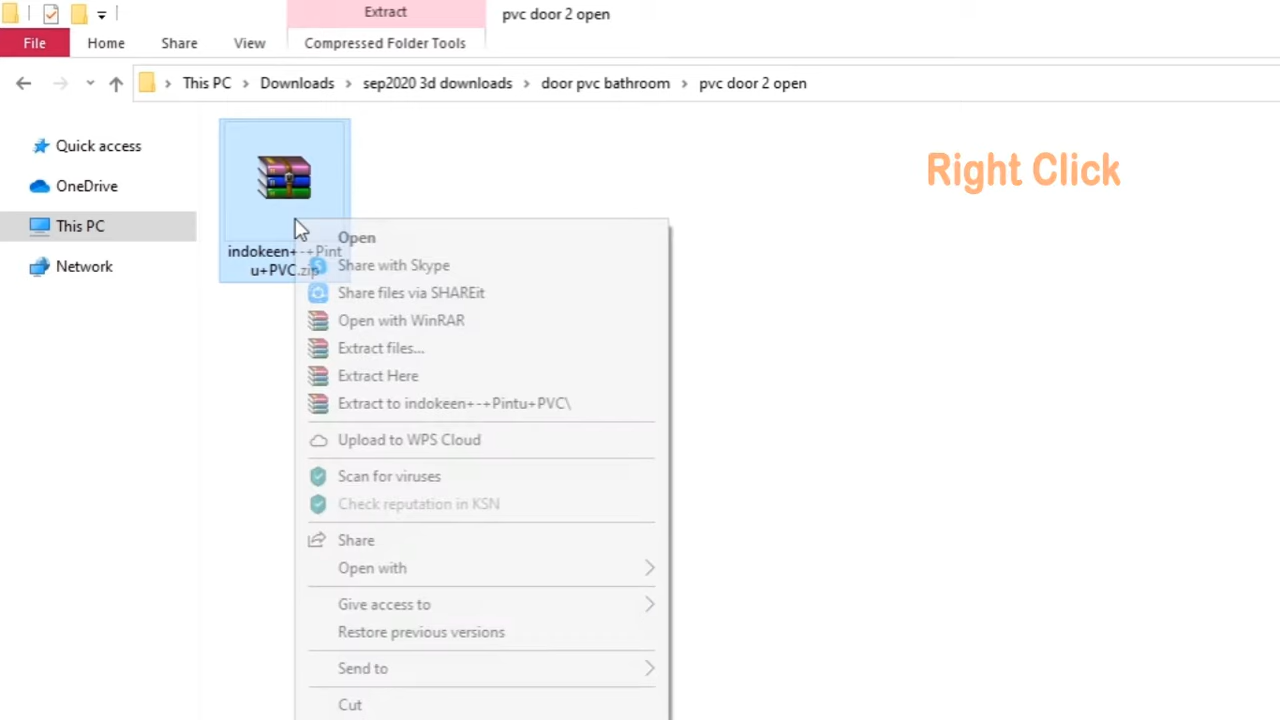 Extract
pvc door 2 open
File
Home
Share
View
Compressed Folder Tools
This PC
Downloads
sep2020 3d downloads
door pvc bathroom
pvc door 2 open
Quick access
OneDrive
This PC
Network
Right Click
indokeen+-+Pint
u+PVC.zip
Open
Share with Skype
Share files via SHAREit
Open with WinRAR
Extract files...
Extract Here
Extract to indokeen+-+Pintu+PVC\
Upload to WPS Cloud
Scan for viruses
Check reputation in KSN
Share
Open with
Give access to
Restore previous versions
Send to
Cut